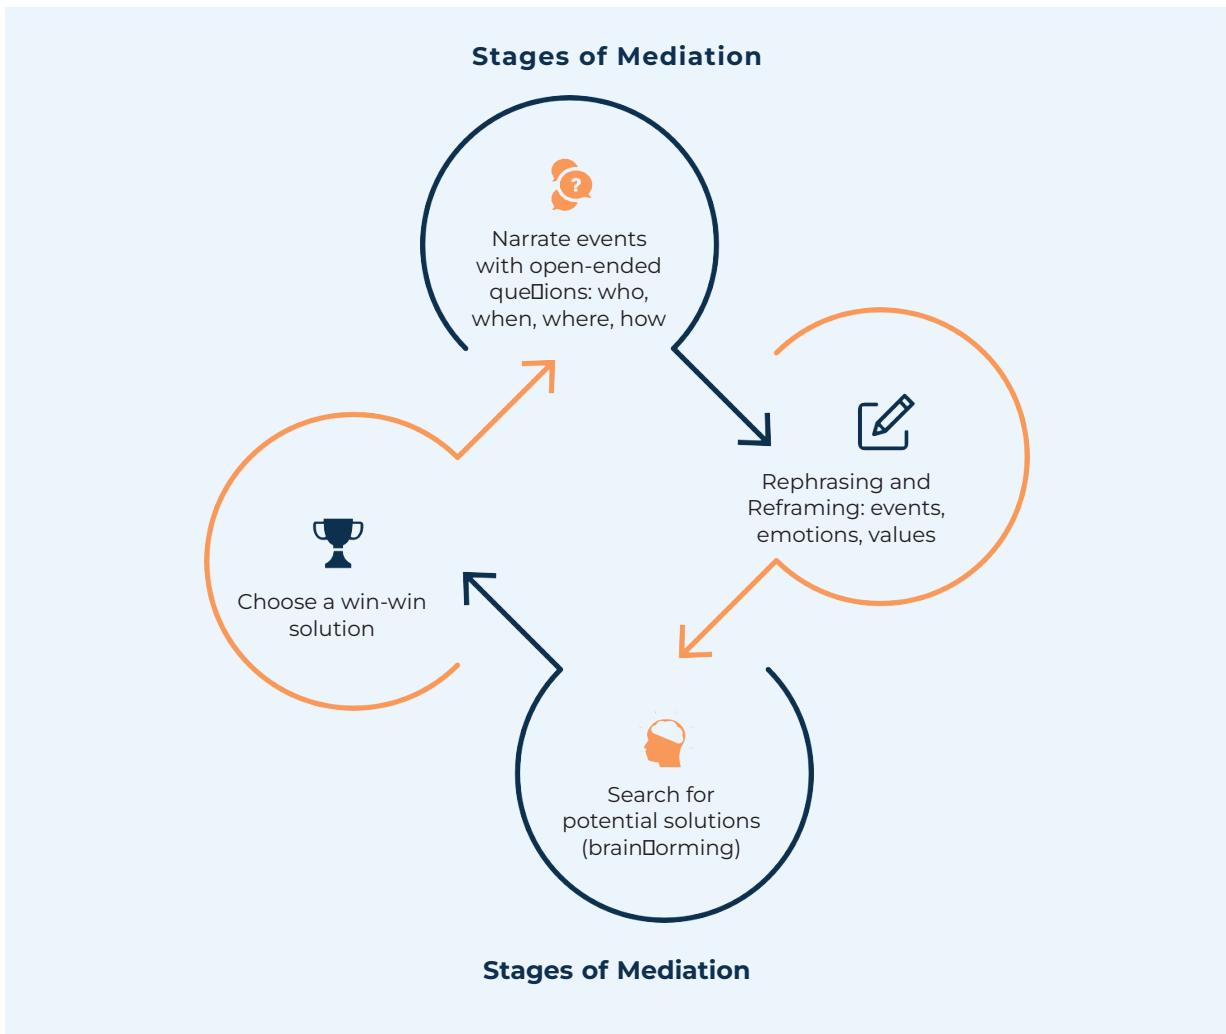 Stages of Mediation
?
Narrate events
with open-ended
que▯ions: who,
when, where, how
Rephrasing and
Reframing: events,
emotions, values
Choose a win-win
solution
Search for
potential solutions
(brain▯orming)
Stages of Mediation